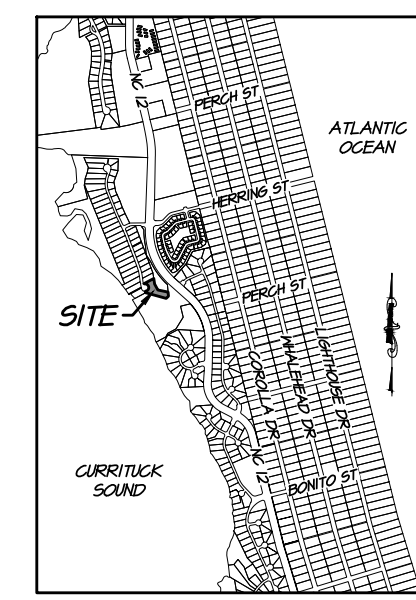 NC 12
PERCH ST
ATLANTIC
OCEAN
HERRING ST
PERCH ST
SITE
LIGHTHOUSE DR
WHALEHEAD DR
COROLLA DR
NC 12
BONITO ST
CURRITUCK
SOUND